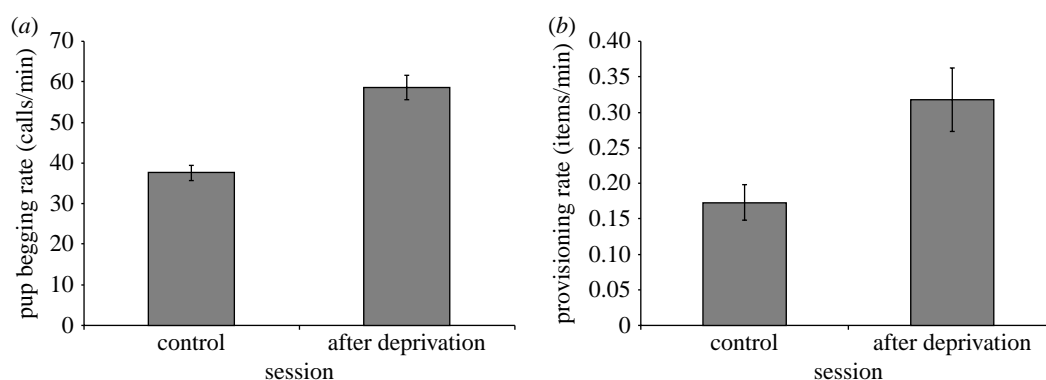 (a)
pup begging rate (calls/min)
70
60
50
40
30
20
10
0
control after deprivation
session
(b)
provisioning rate (items/min)
0.40
0.35
0.30
0.25
0.20
0.15
0.10
0.05
0
control after deprivation
session